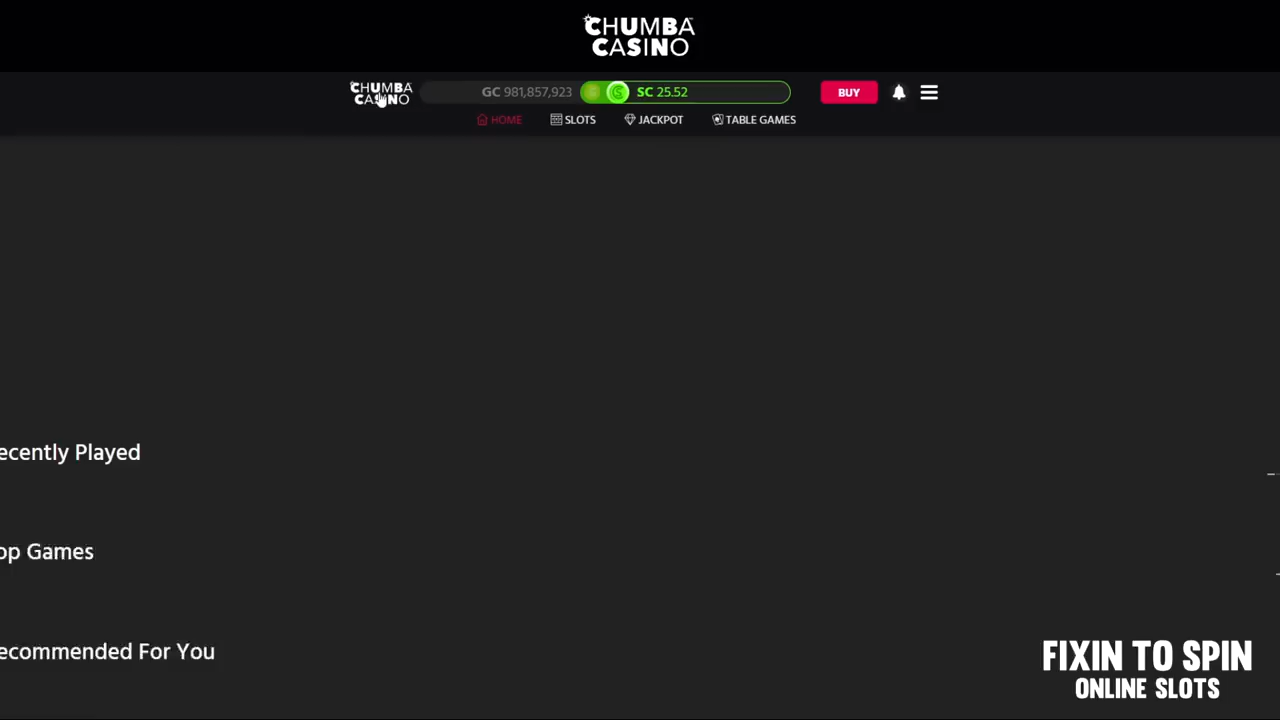 CHUMBA
CASINO
CHUMBA
CASINO
GC 981,857,923
SC 25.52
BUY
HOME
SLOTS
JACKPOT
TABLE GAMES
ecently Played
op Games
ecommended For You
FIXIN TO SPIN
ONLINE SLOTS